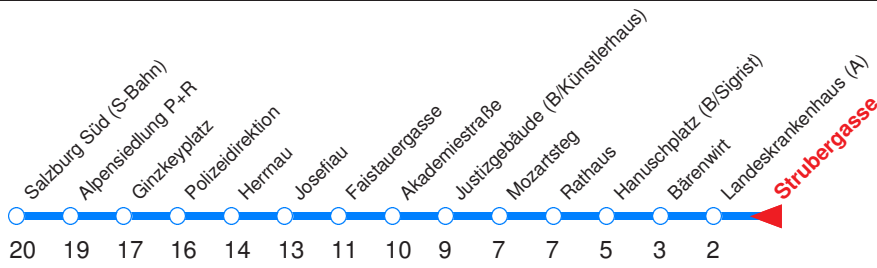 Salzburg Süd (S-Bahn)
Alpensiedlung P+R
Ginzkeyplatz
Polizeidirektion
Herrnau
Josefiau
Faistauergasse
Akademiestraße
Justizgebäude (B/Künstlerhaus)
Mozartsteg
Rathaus
Hanuschplatz (B/Sigrist)
Bärenwirt
Landeskrankenhaus (A)
Strubergasse
20 19 17 16 14 13 11 10 9 7 7 5 3 2